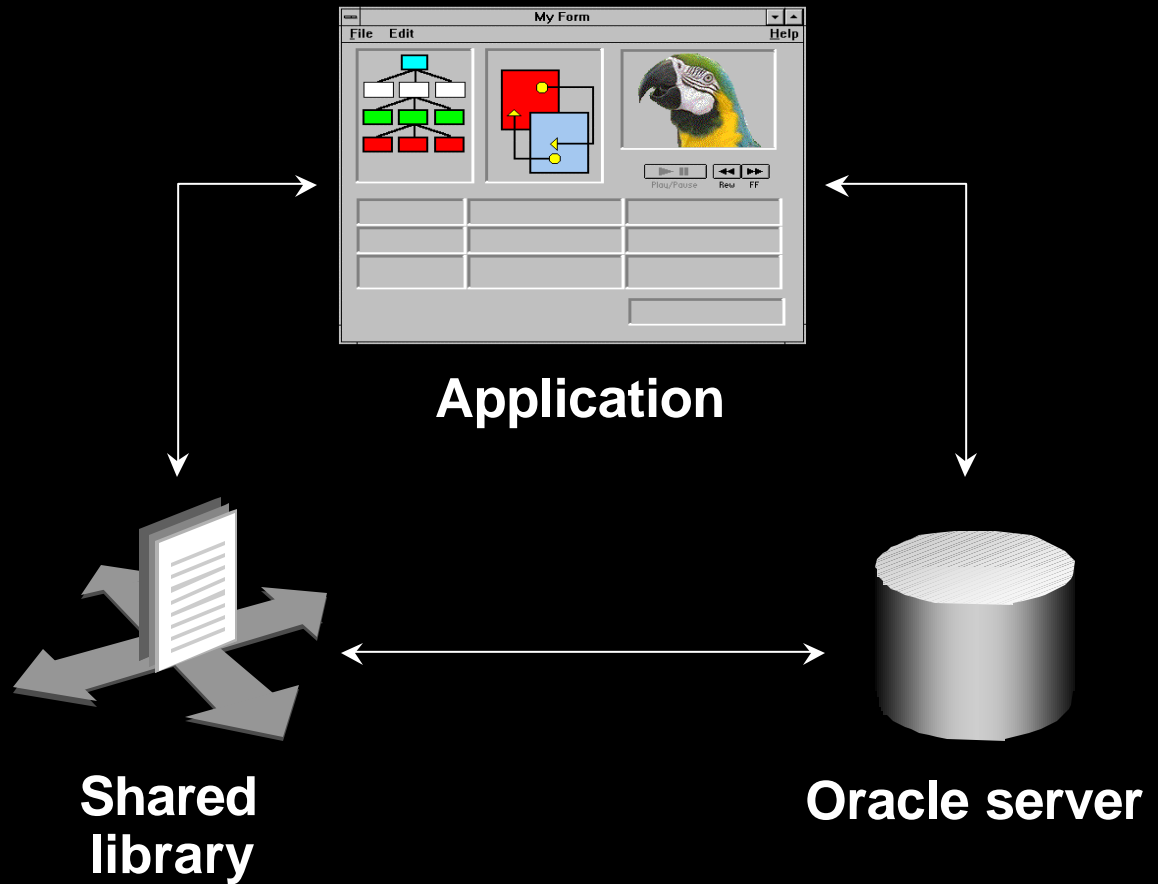 My Form
File Edit Help
Play/Pause Rew FF
Application
Shared
library
Oracle server